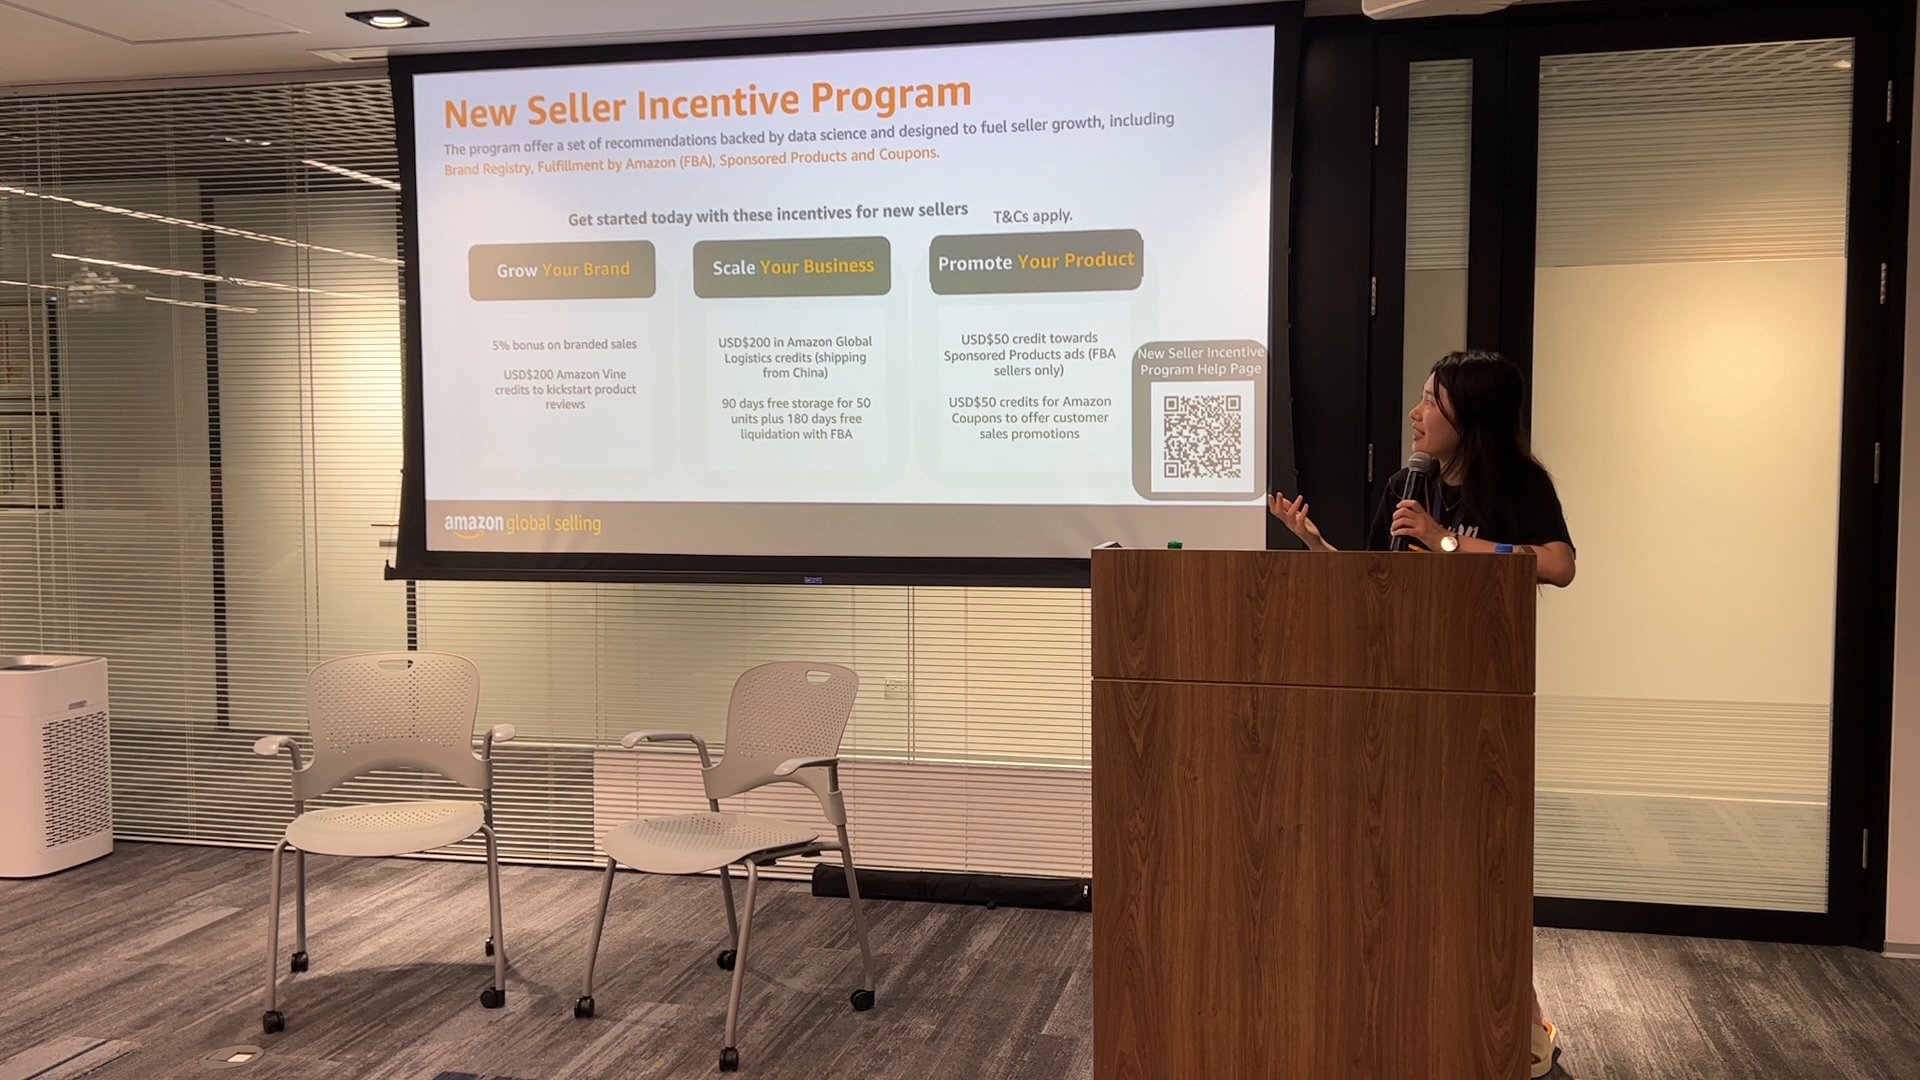 New Seller Incentive Program
The program offer a set of recommendations backed by data science and designed to fuel seller growth, including
Brand Registry, Fulfillment by Amazon (FBA), Sponsored Products and Coupons.
Get started today with these incentives for new sellers
T&Cs apply.
Grow Your Brand
5% bonus on branded sales
USD$200 Amazon Vine
credits to kickstart product
reviews
Scale Your Business
USD$200 in Amazon Global
Logistics credits (shipping
from China)
90 days free storage for 50
units plus 180 days free
liquidation with FBA
Promote Your Product
USD$50 credit towards
Sponsored Products ads (FBA
sellers only)
USD$50 credits for Amazon
Coupons to offer customer
sales promotions
New Seller Incentive
Program Help Page
amazon global selling